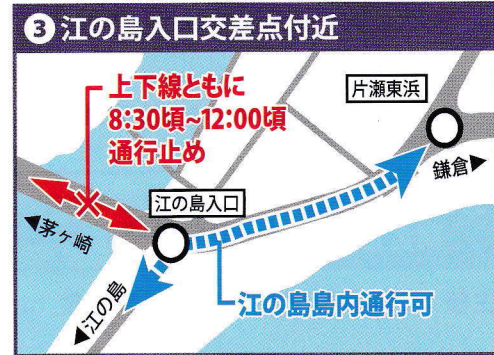 ❸江の島入口交差点付近
上下線ともに
8:30頃~12:00頃
通行止め
片瀬東浜
鎌倉▶
江の島入口
◀茅ヶ崎
◀江の島
江の島島内通行可